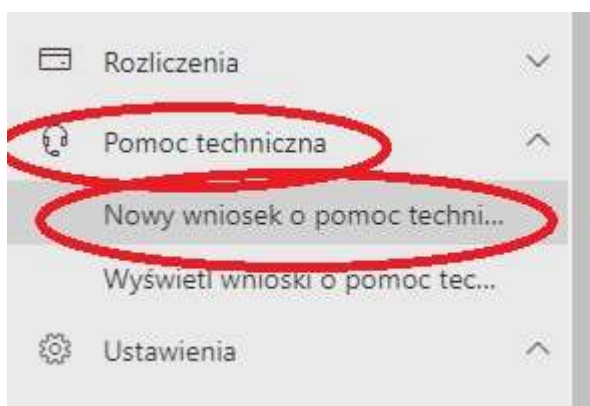 Rozliczenia
Pomoc techniczna
Nowy wniosek o pomoc techni...
Wyświetl wnioski o pomoc tec...
Ustawienia